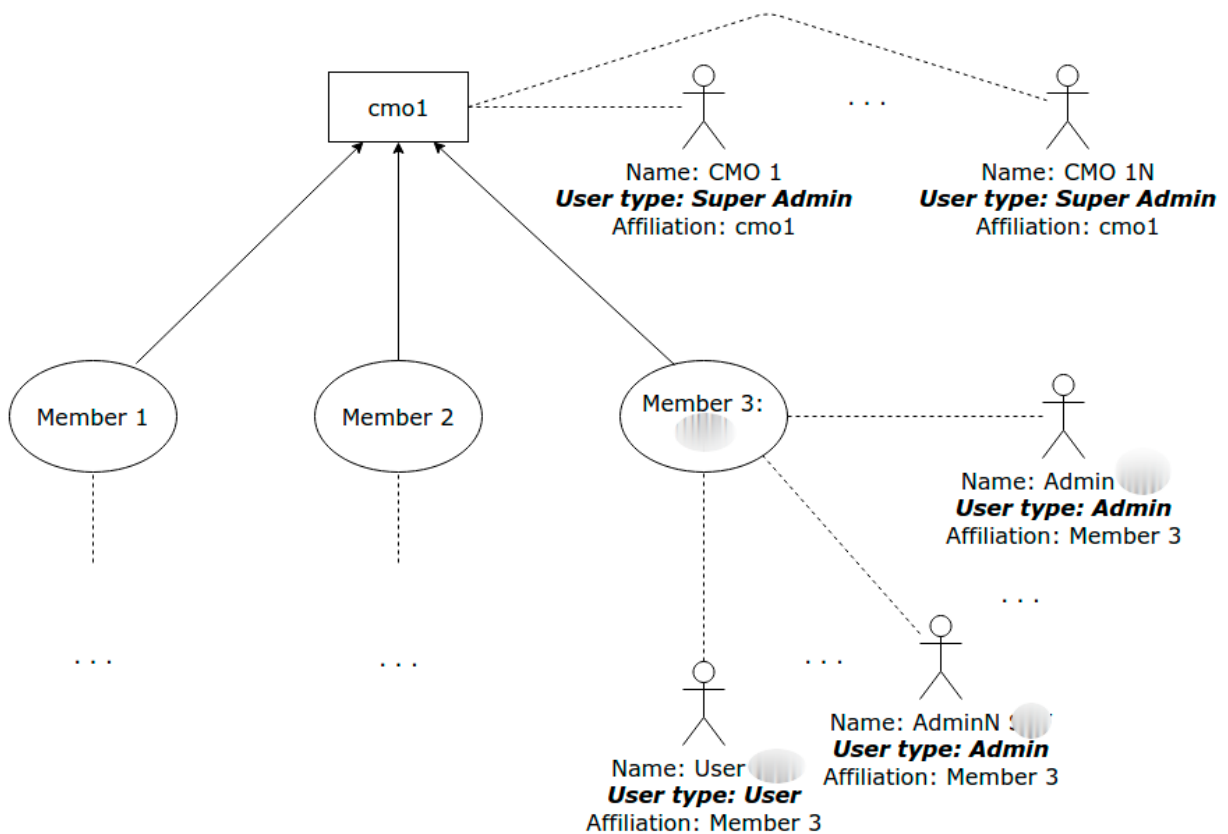 cmo1
. . .
Name: CMO 1
User type: Super Admin
Affiliation: cmo1
Name: CMO 1N
User type: Super Admin
Affiliation: cmo1
Member 1
Member 2
Member 3:
Name: Admin
User type: Admin
Affiliation: Member 3
. . .
. . .
. . .
. . .
Name: AdminN
User type: Admin
Affiliation: Member 3
Name: User
User type: User
Affiliation: Member 3